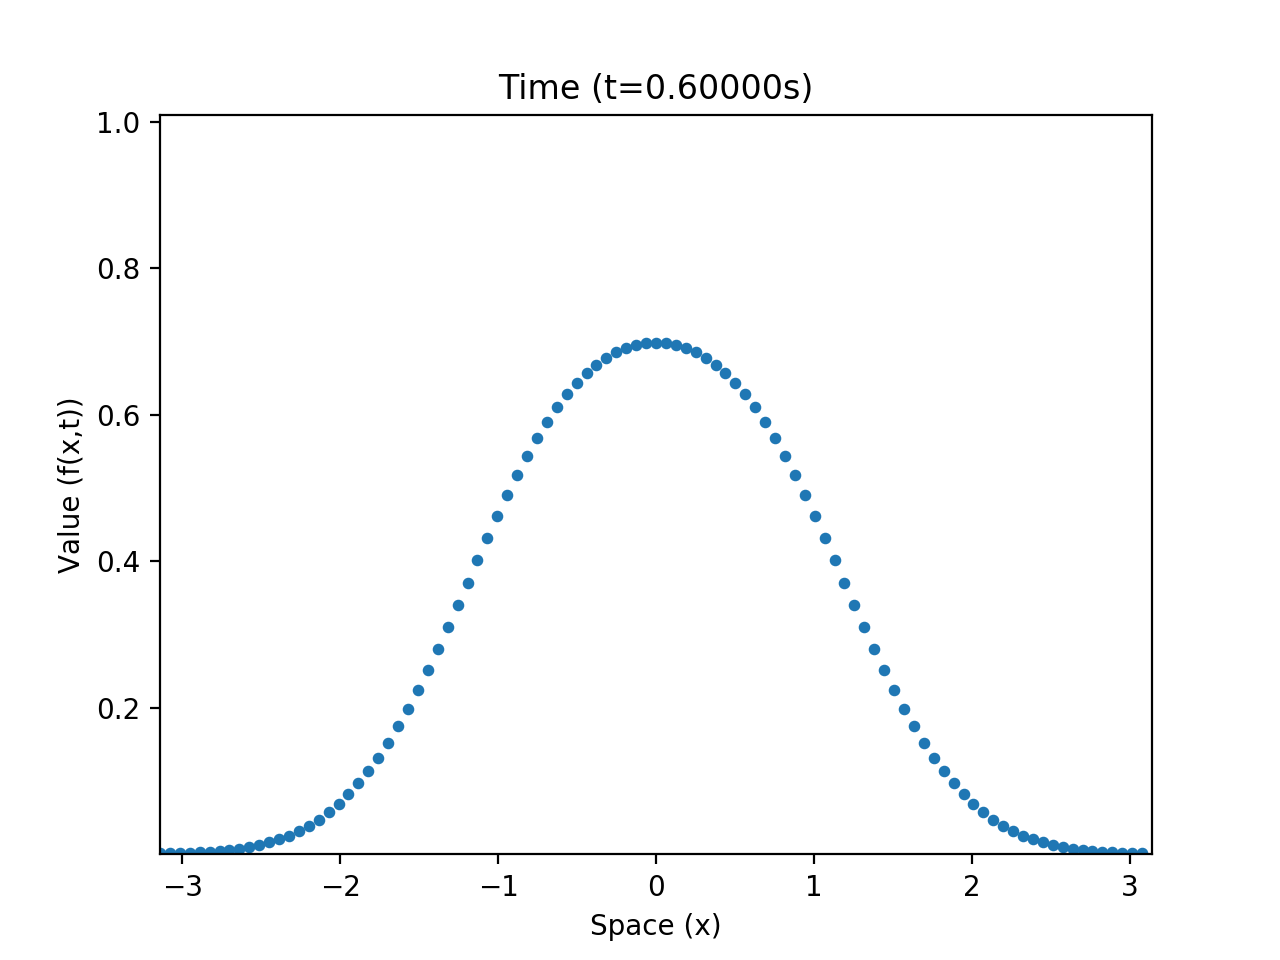 Time (t=0.60000s)
1.0
0.8
0.6
0.4
0.2
Value (f(x,t))
−3 −2 −1 0 1 2 3
Space (x)